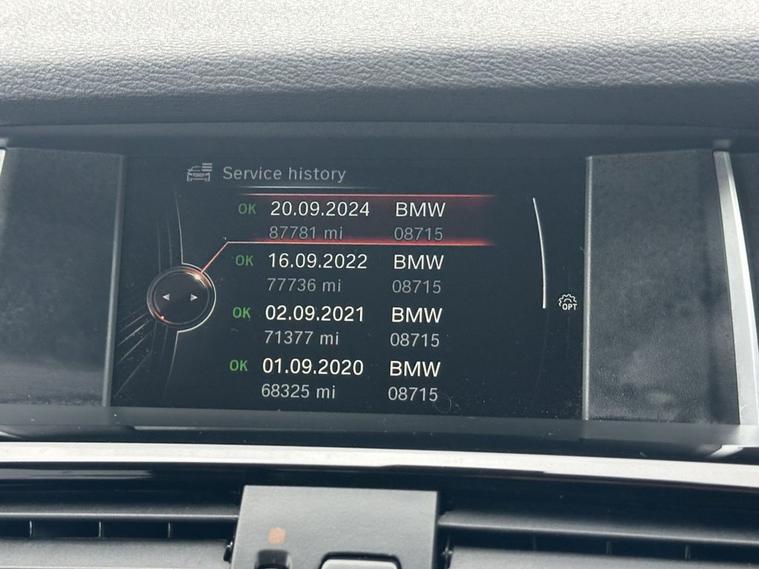 Service history
OK 20.09.2024 BMW
87781 mi 08715
OK 16.09.2022 BMW
77736 mi 08715
OK 02.09.2021 BMW
71377 mi 08715
OK 01.09.2020 BMW
68325 mi 08715
OPT